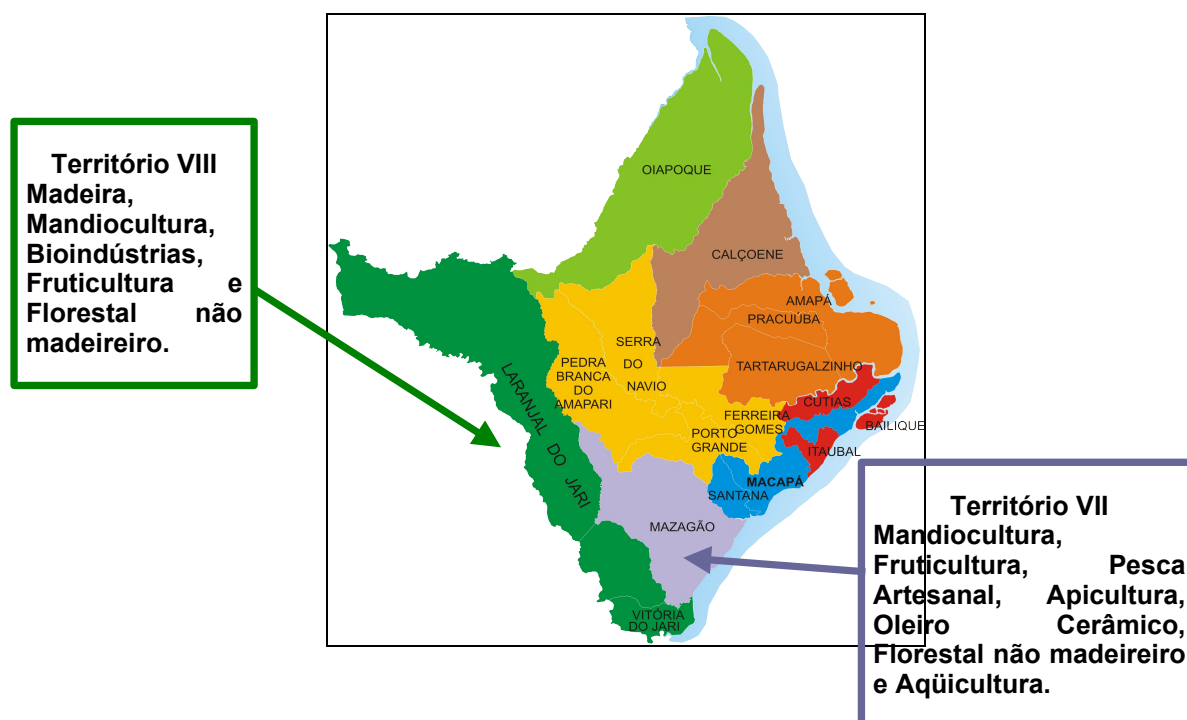 Território VIII
Madeira,
Mandiocultura,
Bioindústrias,
Fruticultura e
Florestal não
madeireiro.
OIAPOQUE
CALÇOENE
AMAPÁ
PRACUÚBA
SERRA
DO
NAVIO
TARTARUGALZINHO
PEDRA
BRANCA
DO
AMAPARI
LARANJAL DO JARI
CUTIAS
FERREIRA
GOMES
BAILIQUE
PORTO
GRANDE
ITAUBAL
MACAPÁ
SANTANA
MAZAGÃO
VITÓRIA
DO JARI
Território VII
Mandiocultura,
Fruticultura, Pesca
Artesanal, Apicultura,
Oleiro Cerâmico,
Florestal não madeireiro
e Aqüicultura.